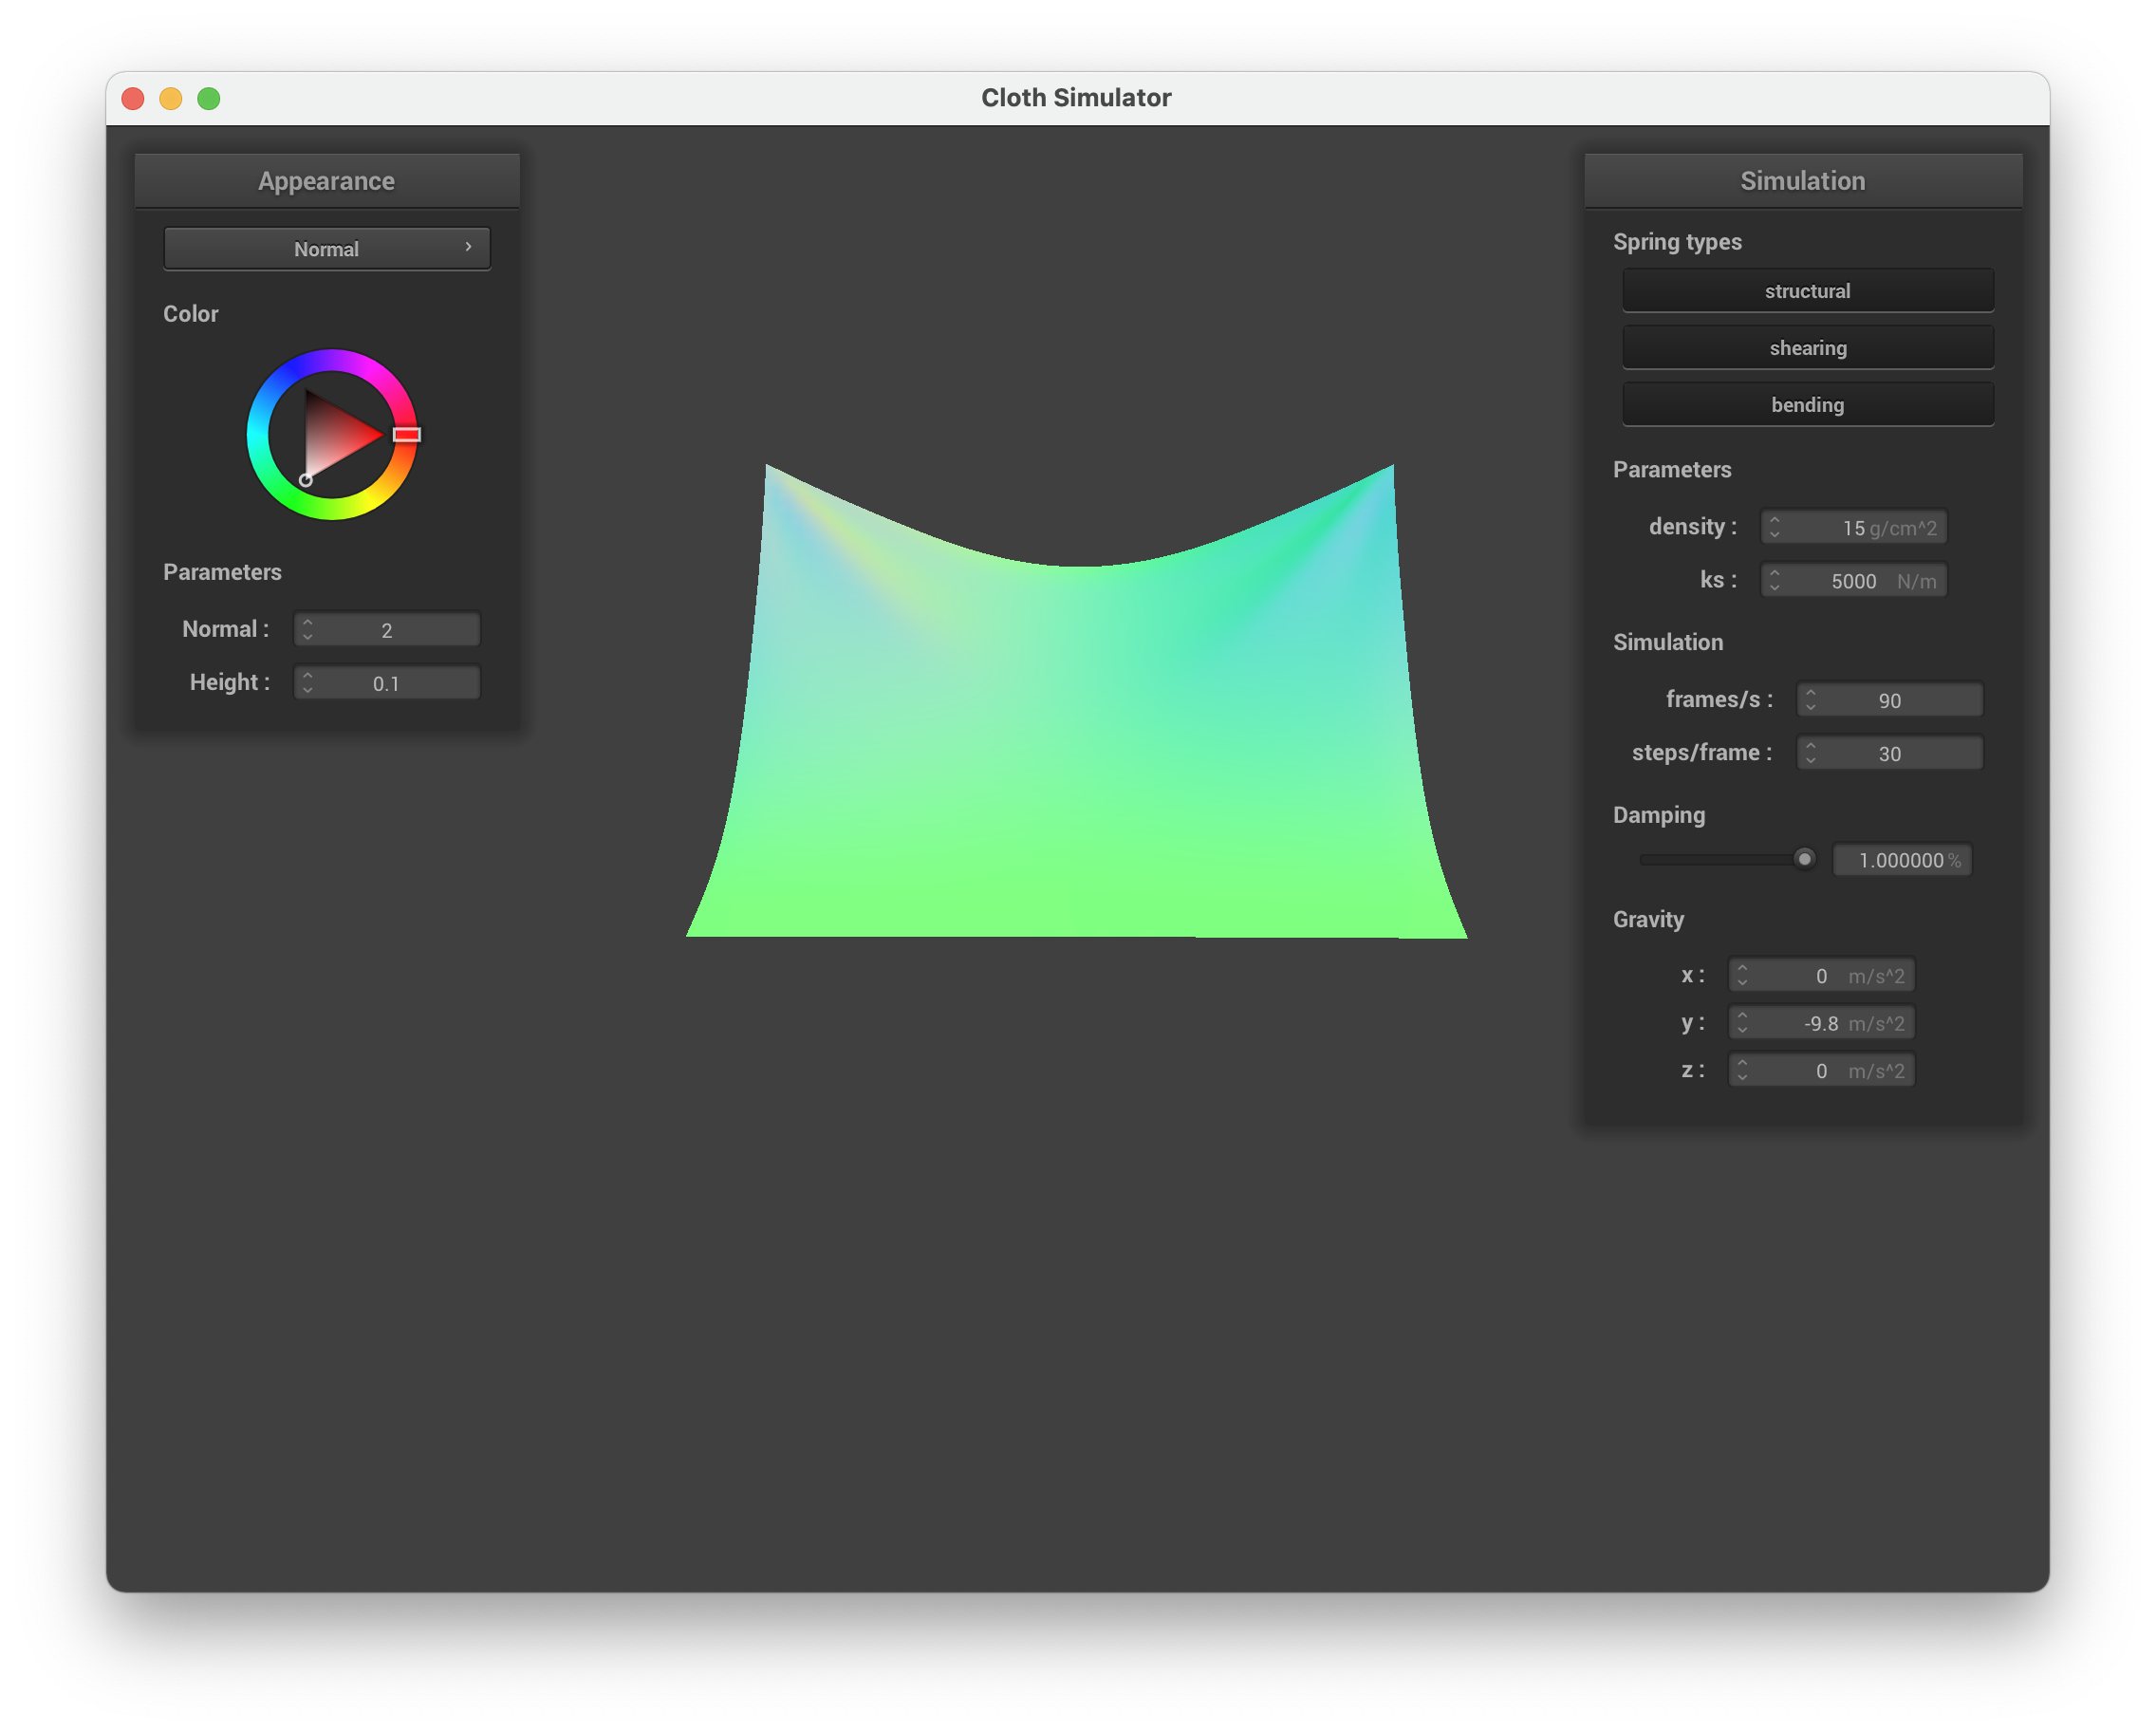 Cloth Simulator
Appearance
Normal
Color
Parameters
Normal : 2
Height : 0.1
Simulation
Spring types
structural
shearing
bending
Parameters
density : 15 g/cm^2
ks : 5000 N/m
Simulation
frames/s : 90
steps/frame : 30
Damping
1.000000 %
Gravity
x : 0 m/s^2
y : -9.8 m/s^2
z : 0 m/s^2